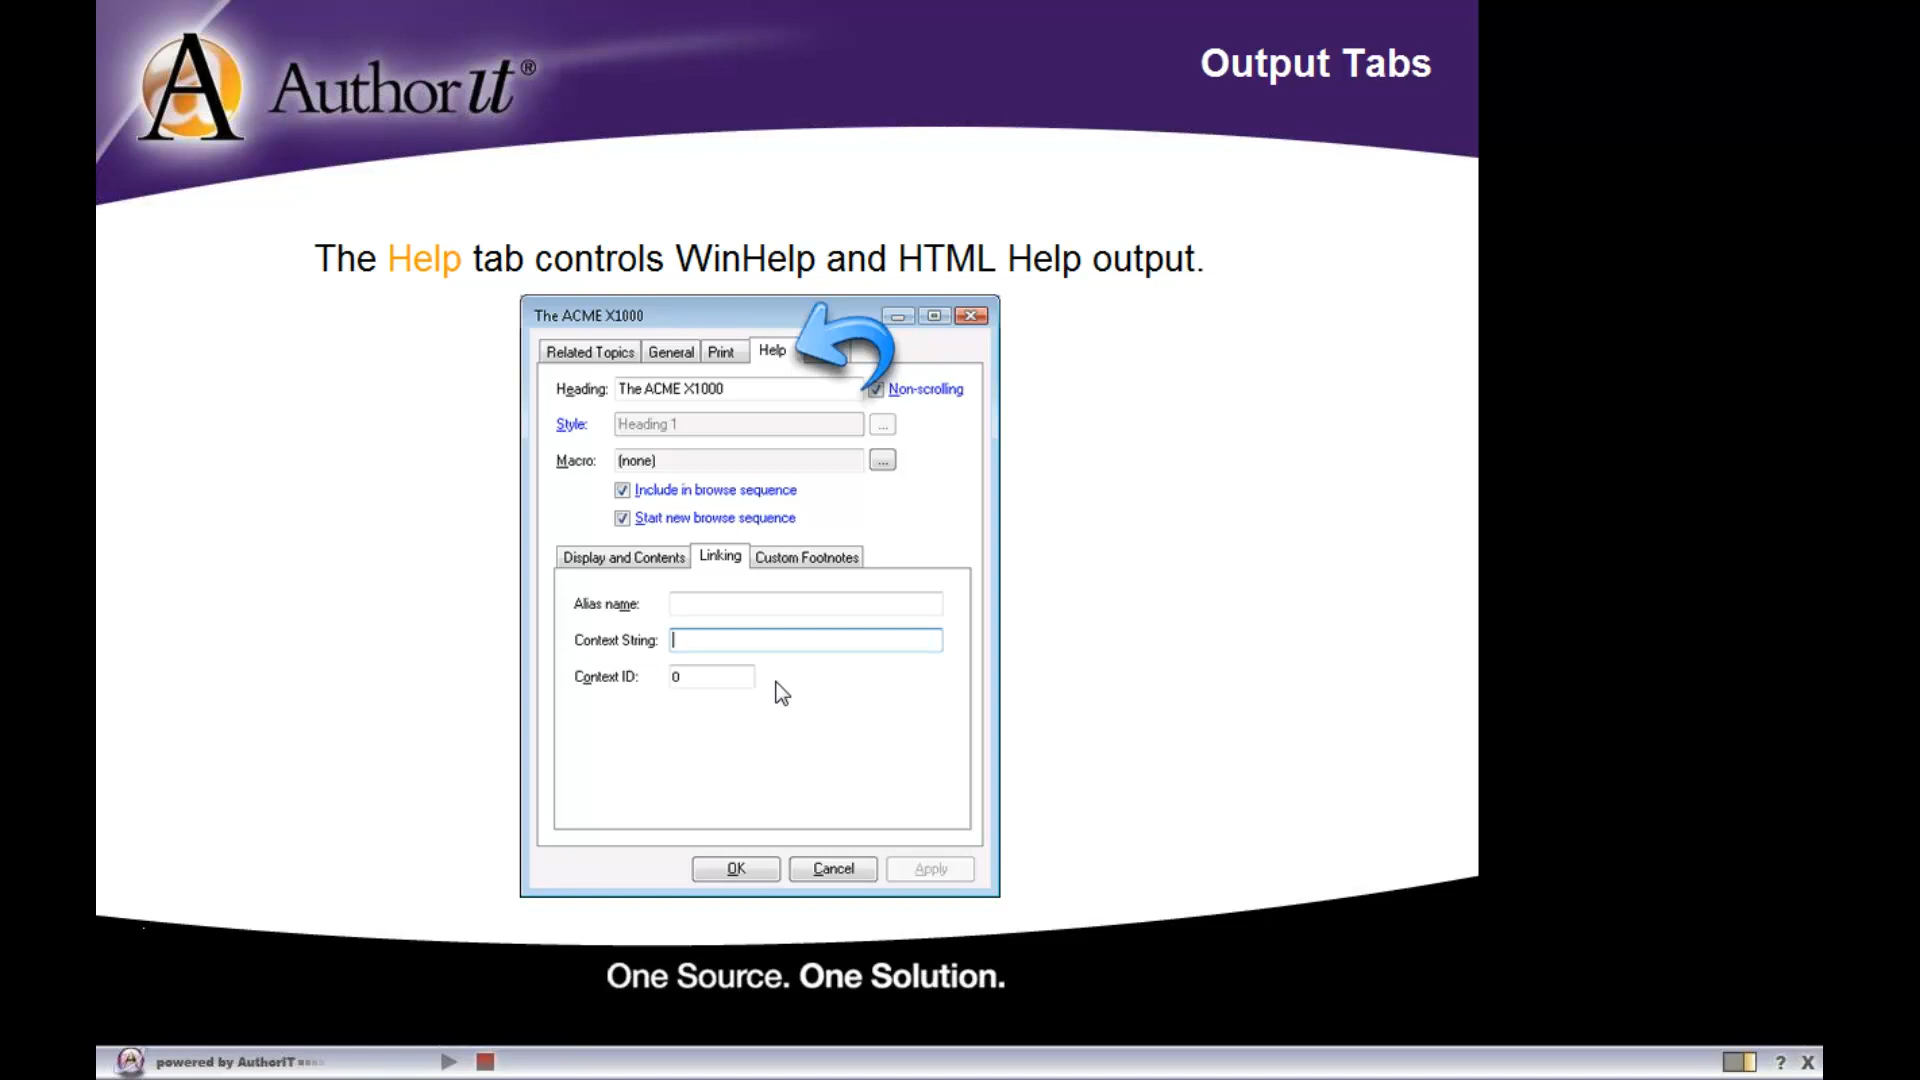 Authorit®
Output Tabs
The Help tab controls WinHelp and HTML Help output.
The ACME X1000
Related Topics General Print Help
Heading: The ACME X1000 Non-scrolling
Style: Heading 1 ...
Macro: (none) ...
Include in browse sequence
Start new browse sequence
Display and Contents Linking Custom Footnotes
Alias name:
Context String:
Context ID: 0
OK Cancel Apply
One Source. One Solution.
powered by AuthorIT ? X